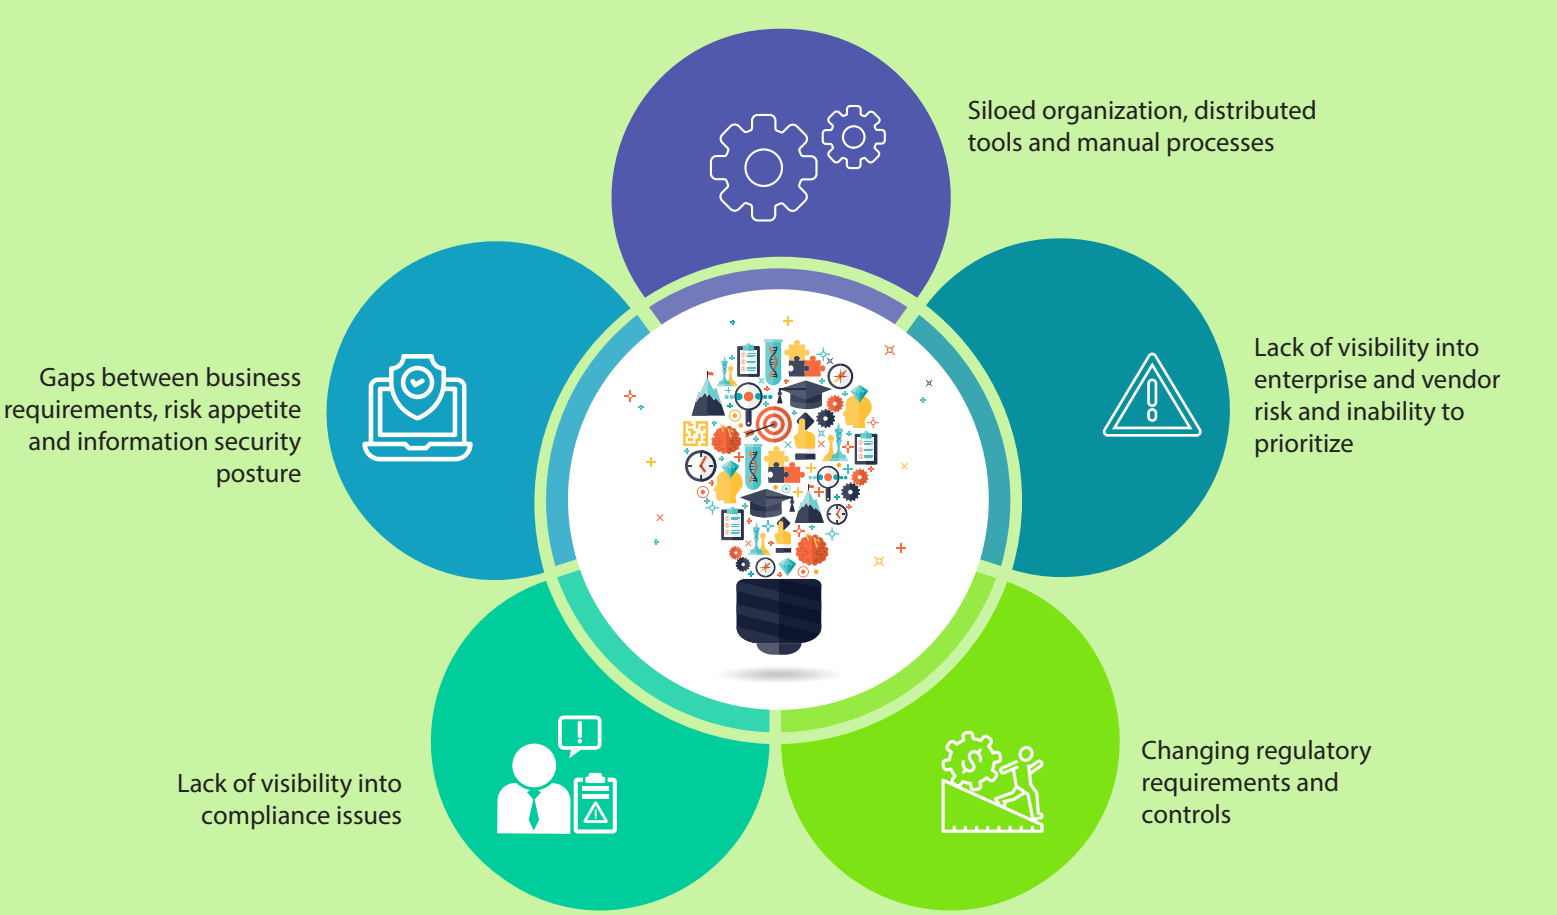 Siloed organization, distributed
tools and manual processes
Lack of visibility into
enterprise and vendor
risk and inability to
prioritize
Changing regulatory
requirements and
controls
Lack of visibility into
compliance issues
Gaps between business
requirements, risk appetite
and information security
posture